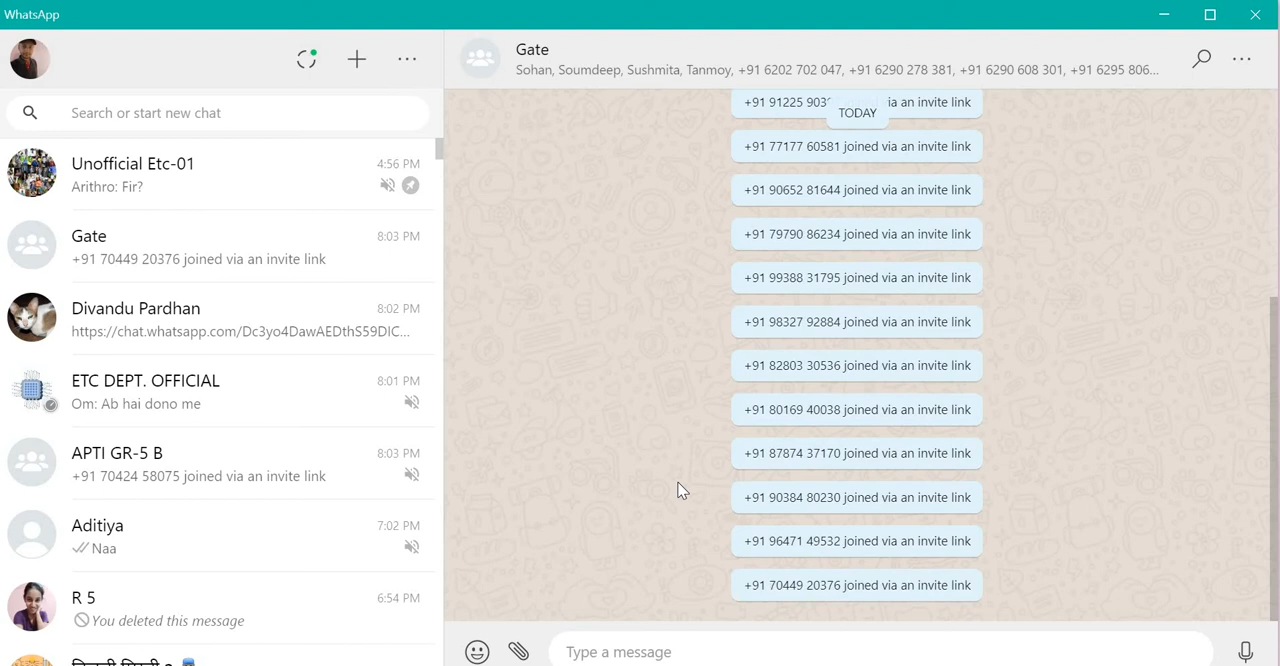 WhatsApp
Search or start new chat
Unofficial Etc-01
4:56 PM
Arithro: Fir?
Gate
8:03 PM
+91 70449 20376 joined via an invite link
Divandu Pardhan
8:02 PM
https://chat.whatsapp.com/Dc3yo4DawAEDthS59DIC...
ETC DEPT. OFFICIAL
8:01 PM
Om: Ab hai dono me
APTI GR-5 B
8:03 PM
+91 70424 58075 joined via an invite link
Aditiya
7:02 PM
Naa
R 5
6:54 PM
You deleted this message
Gate
Sohan, Soumdeep, Sushmita, Tanmoy, +91 6202 702 047, +91 6290 278 381, +91 6290 608 301, +91 6295 806...
+91 91225 via an invite link
TODAY
+91 77177 60581 joined via an invite link
+91 90652 81644 joined via an invite link
+91 79790 86234 joined via an invite link
+91 99388 31795 joined via an invite link
+91 98327 92884 joined via an invite link
+91 82803 30536 joined via an invite link
+91 80169 40038 joined via an invite link
+91 87874 37170 joined via an invite link
+91 90384 80230 joined via an invite link
+91 96471 49532 joined via an invite link
+91 70449 20376 joined via an invite link
Type a message